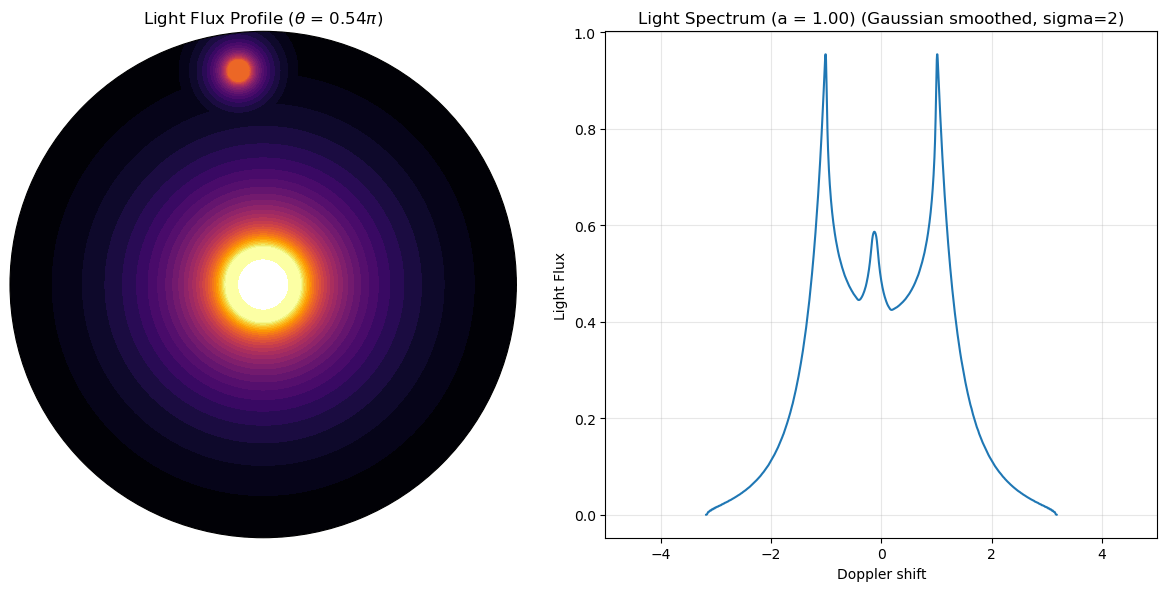 Light Flux Profile (θ = 0.54π)
Light Spectrum (a = 1.00) (Gaussian smoothed, sigma=2)
Light Flux
1.0
0.8
0.6
0.4
0.2
0.0
−4
−2
0
2
4
Doppler shift